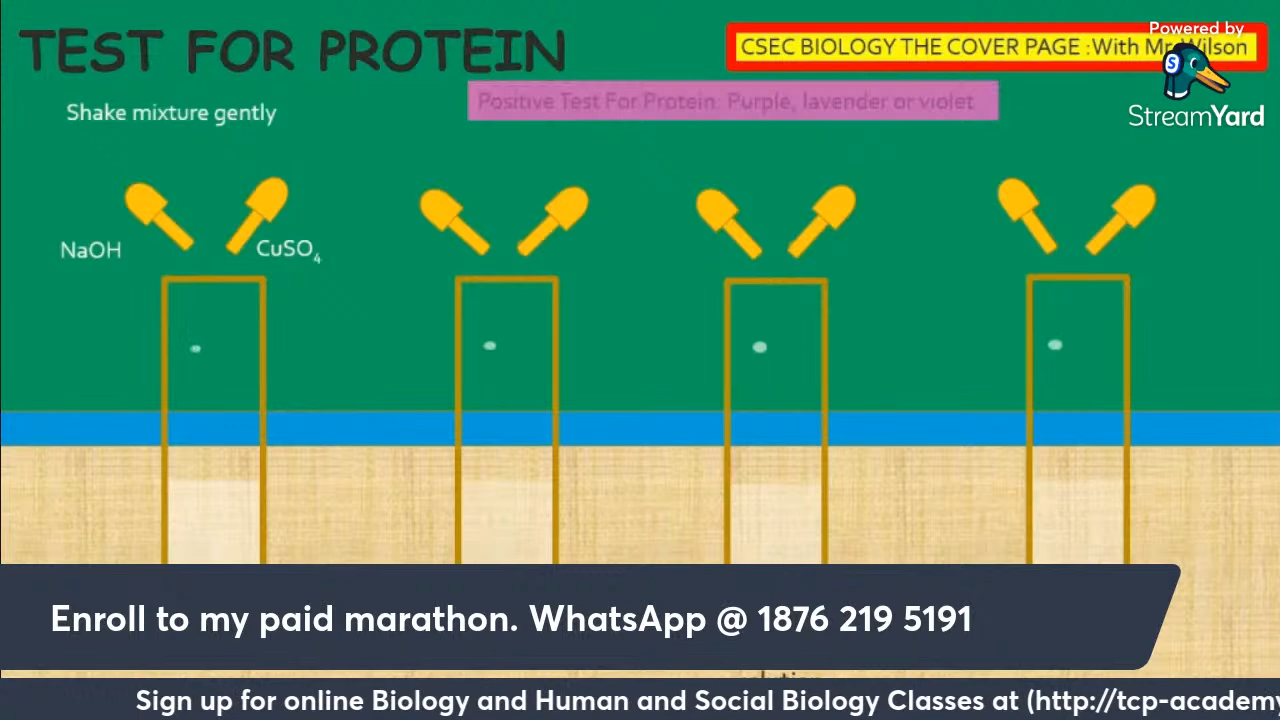 TEST FOR PROTEIN
Powered by
CSEC BIOLOGY THE COVER PAGE :With Mr. Wilson
StreamYard
Positive Test For Protein: Purple, lavender or violet
Shake mixture gently
NaOH
CuSO₄
Enroll to my paid marathon. WhatsApp @ 1876 219 5191
Sign up for online Biology and Human and Social Biology Classes at (http://tcp-academy